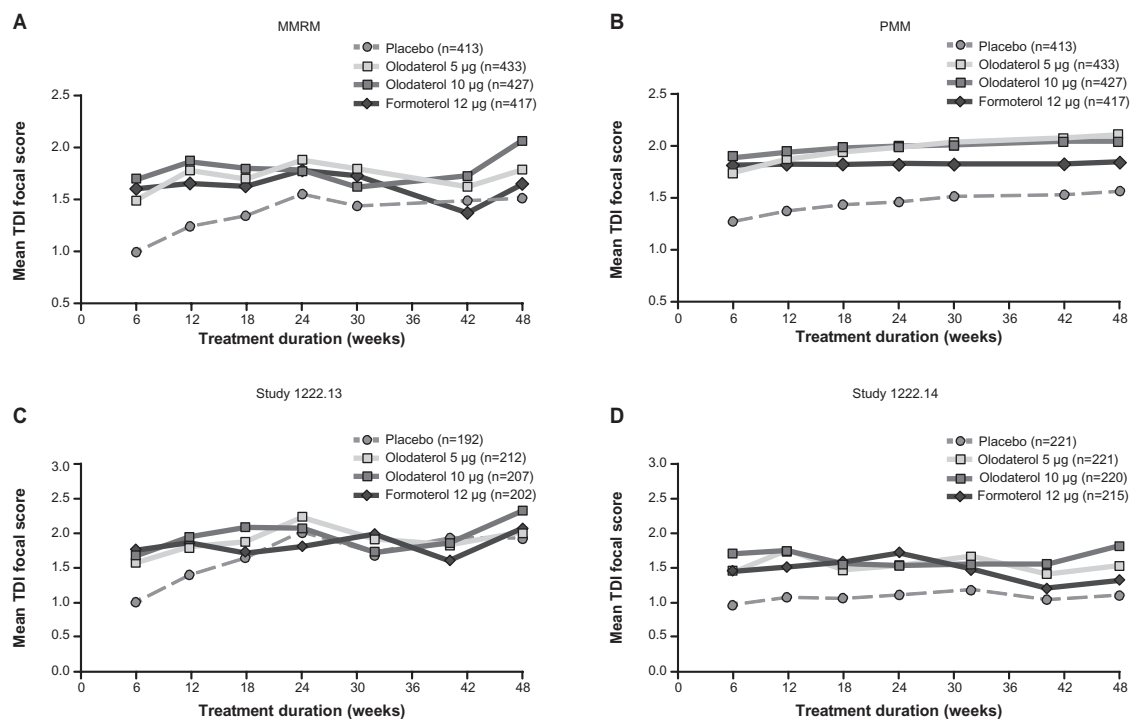 A
MMRM
Placebo (n=413)
Olodaterol 5 µg (n=433)
Olodaterol 10 µg (n=427)
Formoterol 12 µg (n=417)
Mean TDI focal score
2.5
2.0
1.5
1.0
0.5
0 6 12 18 24 30 36 42 48
Treatment duration (weeks)
B
PMM
Placebo (n=413)
Olodaterol 5 µg (n=433)
Olodaterol 10 µg (n=427)
Formoterol 12 µg (n=417)
Mean TDI focal score
2.5
2.0
1.5
1.0
0.5
0 6 12 18 24 30 36 42 48
Treatment duration (weeks)
C
Study 1222.13
Placebo (n=192)
Olodaterol 5 µg (n=212)
Olodaterol 10 µg (n=207)
Formoterol 12 µg (n=202)
Mean TDI focal score
3.0
2.5
2.0
1.5
1.0
0.5
0.0
0 6 12 18 24 30 36 42 48
Treatment duration (weeks)
D
Study 1222.14
Placebo (n=221)
Olodaterol 5 µg (n=221)
Olodaterol 10 µg (n=220)
Formoterol 12 µg (n=215)
Mean TDI focal score
3.0
2.5
2.0
1.5
1.0
0.5
0.0
0 6 12 18 24 30 36 42 48
Treatment duration (weeks)